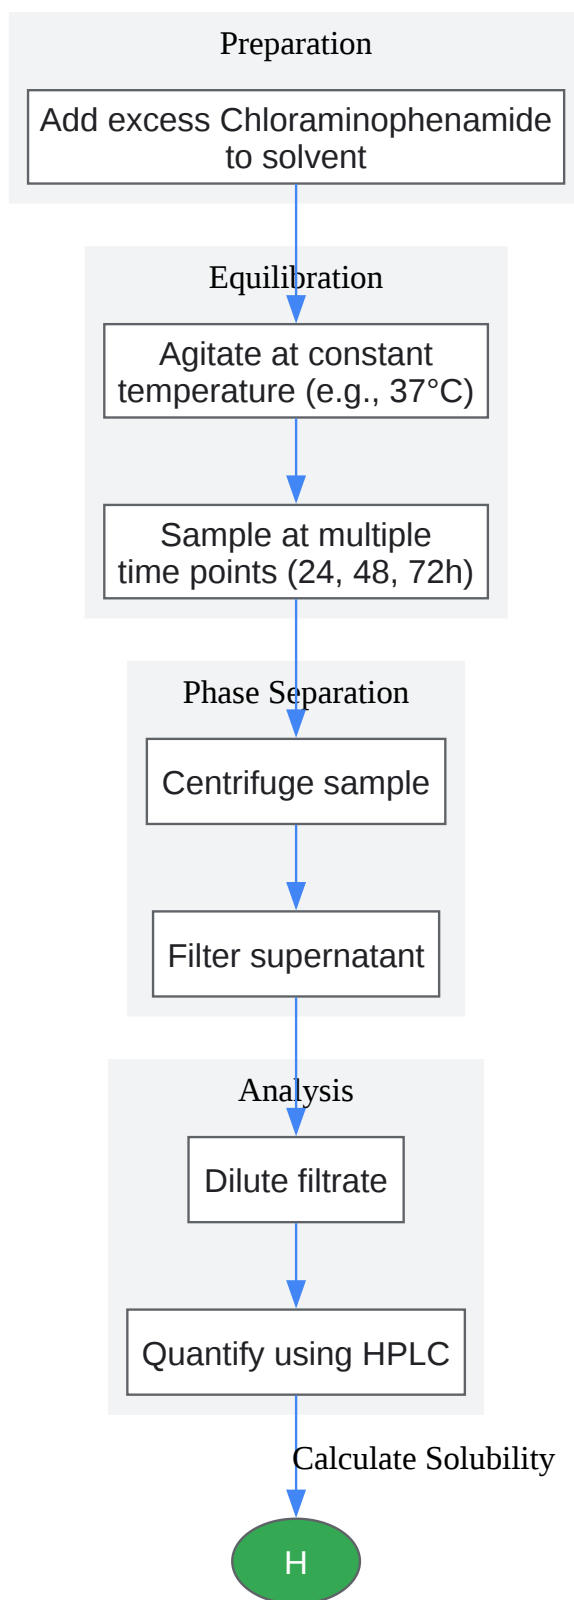 Preparation
Add excess Chloraminophenamide
to solvent
Equilibration
Agitate at constant
temperature (e.g., 37°C)
Sample at multiple
time points (24, 48, 72h)
Phase Separation
Centrifuge sample
Filter supernatant
Analysis
Dilute filtrate
Quantify using HPLC
Calculate Solubility
H